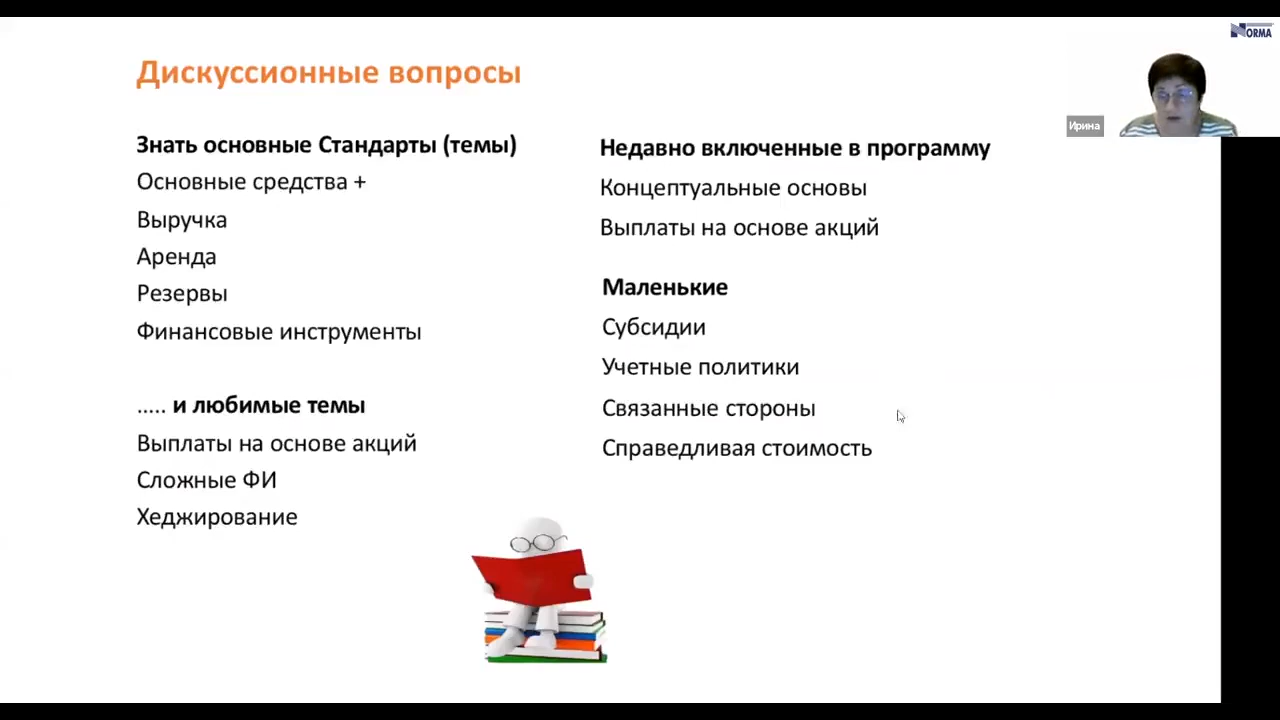 Дискуссионные вопросы
Знать основные Стандарты (темы)
Основные средства +
Выручка
Аренда
Резервы
Финансовые инструменты
..... и любимые темы
Выплаты на основе акций
Сложные ФИ
Хеджирование
Недавно включенные в программу
Концептуальные основы
Выплаты на основе акций
Маленькие
Субсидии
Учетные политики
Связанные стороны
Справедливая стоимость
NORMA
Ирина